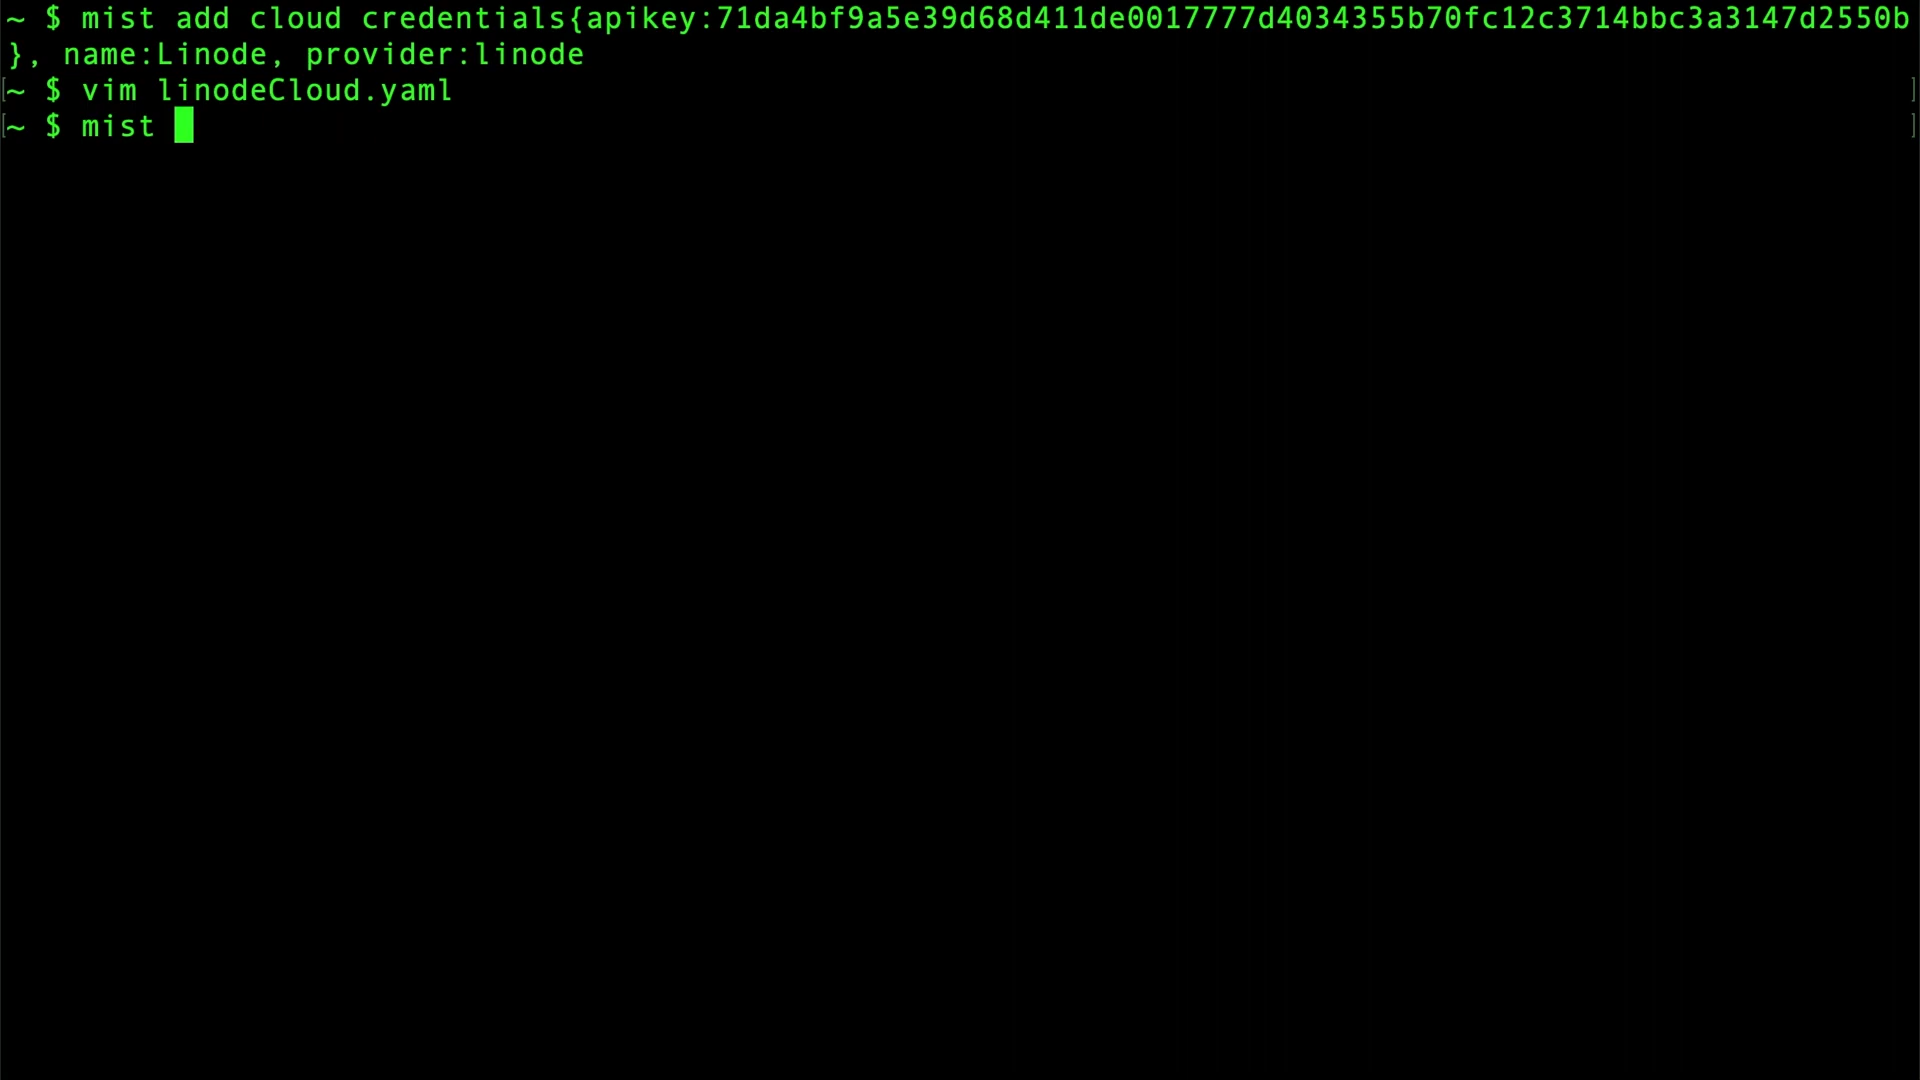 ~ $ mist add cloud credentials{apikey:71da4bf9a5e39d68d411de0017777d4034355b70fc12c3714bbc3a3147d2550b
}, name:Linode, provider:linode
[~ $ vim linodeCloud.yaml ]
[~ $ mist ]